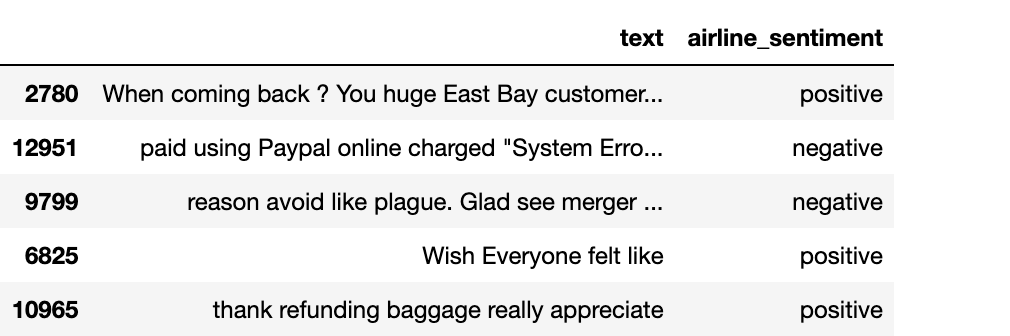 text airline_sentiment
2780 When coming back ? You huge East Bay customer... positive
12951 paid using Paypal online charged "System Erro... negative
9799 reason avoid like plague. Glad see merger ... negative
6825 Wish Everyone felt like positive
10965 thank refunding baggage really appreciate positive